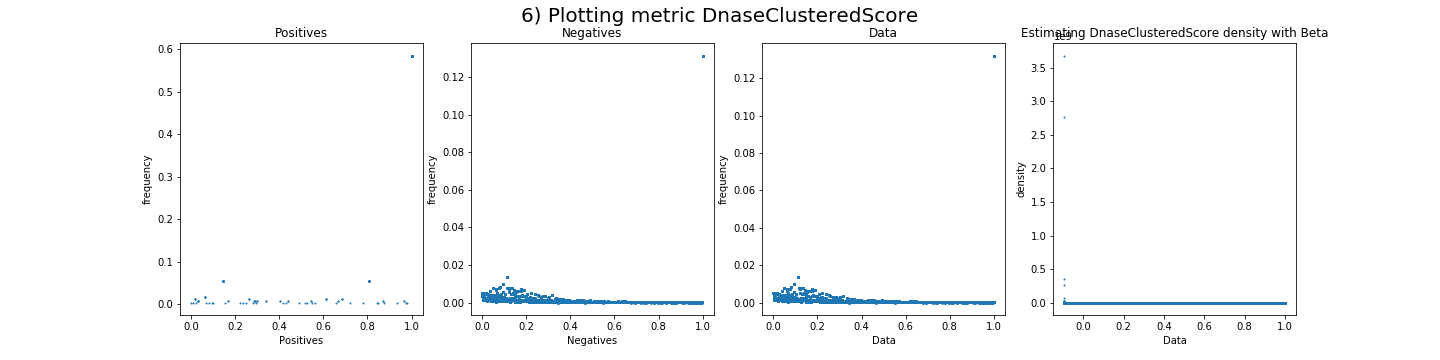 6) Plotting metric DnaseClusteredScore
Positives
0.6
0.5
0.4
0.3
0.2
0.1
0.0
frequency
0.0 0.2 0.4 0.6 0.8 1.0
Positives
Negatives
0.12
0.10
0.08
0.06
0.04
0.02
0.00
frequency
0.0 0.2 0.4 0.6 0.8 1.0
Negatives
Data
0.12
0.10
0.08
0.06
0.04
0.02
0.00
frequency
0.0 0.2 0.4 0.6 0.8 1.0
Data
Estimating DnaseClusteredScore density with Beta
1e9
3.5
3.0
2.5
2.0
1.5
1.0
0.5
0.0
density
0.0 0.2 0.4 0.6 0.8 1.0
Data